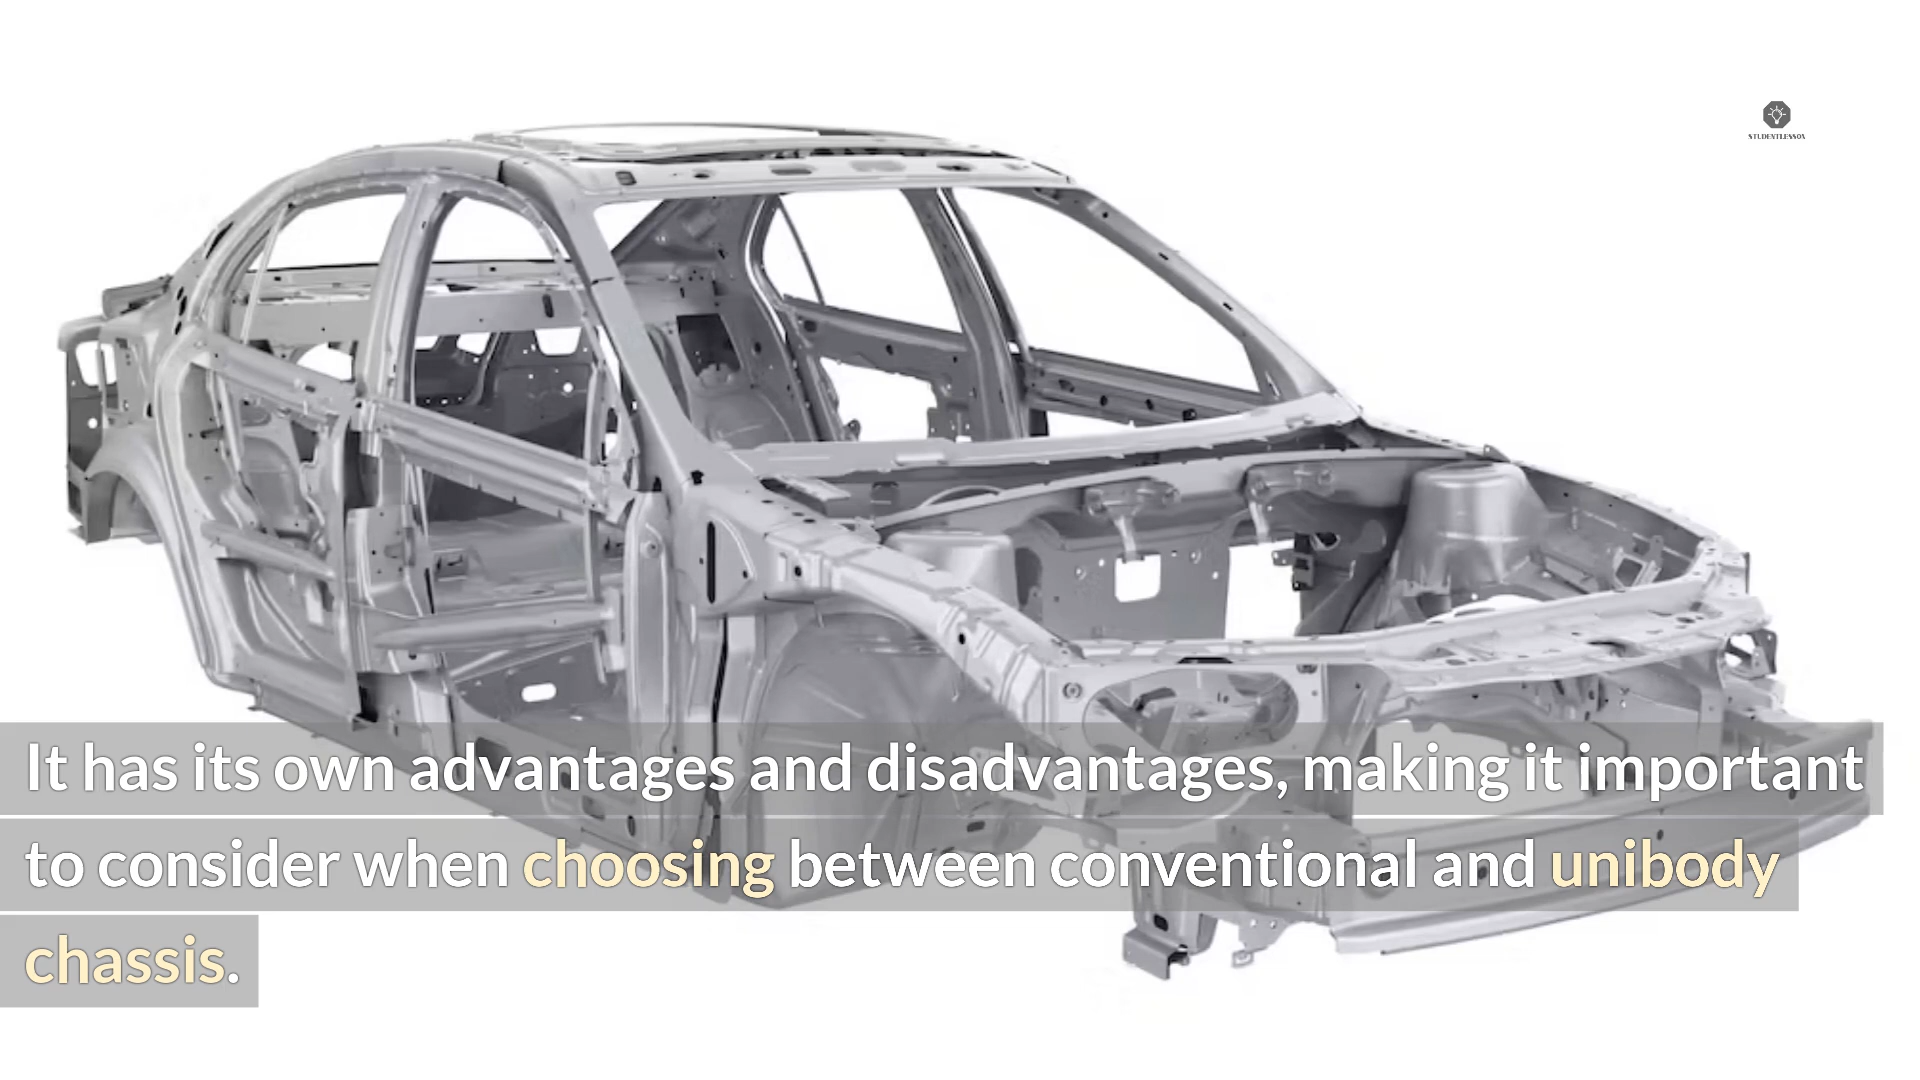 STUDENTLESSON
It has its own advantages and disadvantages, making it important
to consider when choosing between conventional and unibody
chassis.